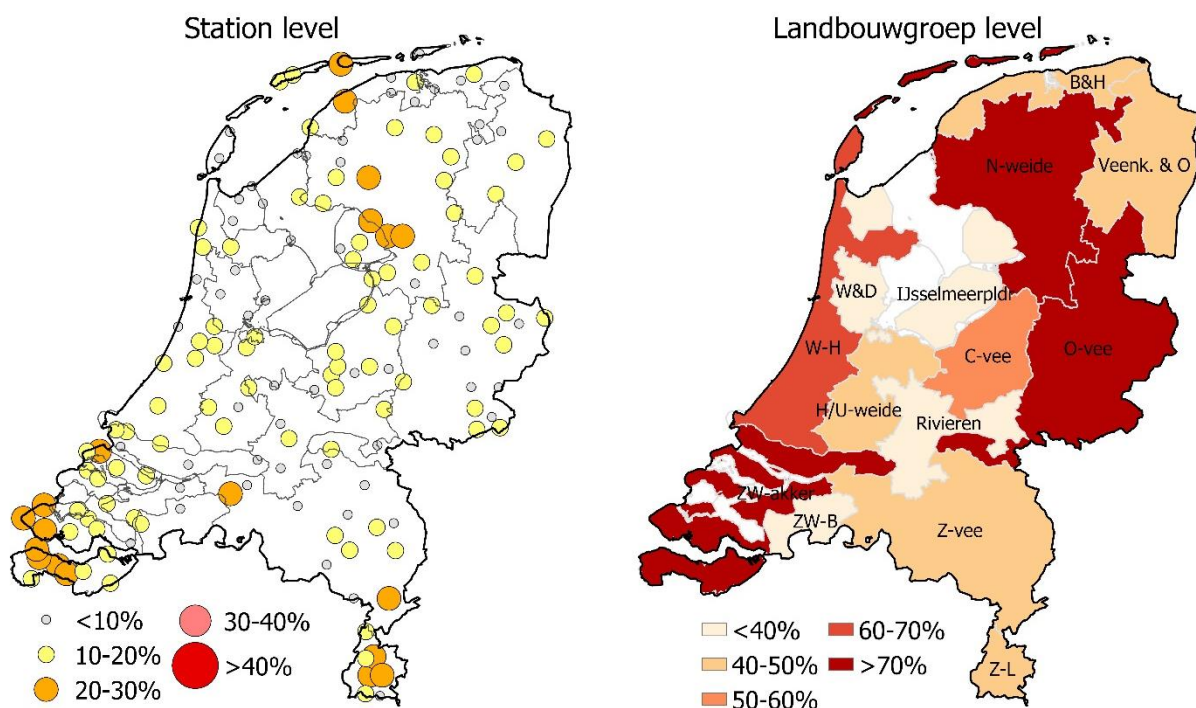 Station level
<10%
10-20%
20-30%
30-40%
>40%
Landbouwgroep level
B&H
N-weide
Veenk. & O
W&D
IJsselmeerpldr
W-H
C-vee
O-vee
H/U-weide
Rivieren
ZW-akker
ZW-B
Z-vee
Z-L
<40%
40-50%
50-60%
60-70%
>70%